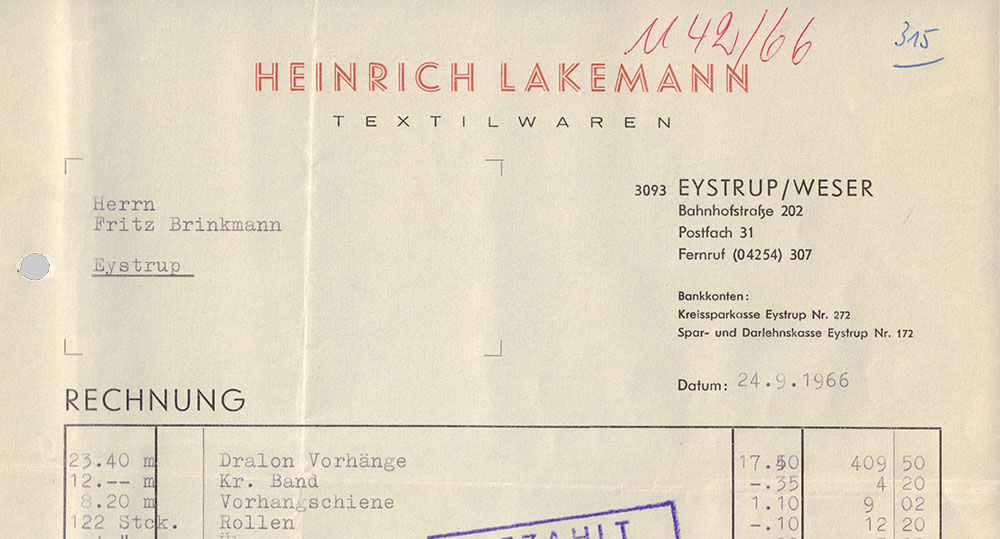 M 42/66
315
HEINRICH LAKEMANN
TEXTILWAREN
Herrn
Fritz Brinkmann
Eystrup
3093 EYSTRUP/WESER
Bahnhofstraße 202
Postfach 31
Fernruf (04254) 307
Bankkonten:
Kreissparkasse Eystrup Nr. 272
Spar- und Darlehnskasse Eystrup Nr. 172
Datum: 24.9.1966
RECHNUNG
23.40 m Dralon Vorhänge 17.50 409 50
12.-- m Kr. Band -.35 4 20
8.20 m Vorhangschiene 1.10 9 02
122 Stck. Rollen -.10 12 20